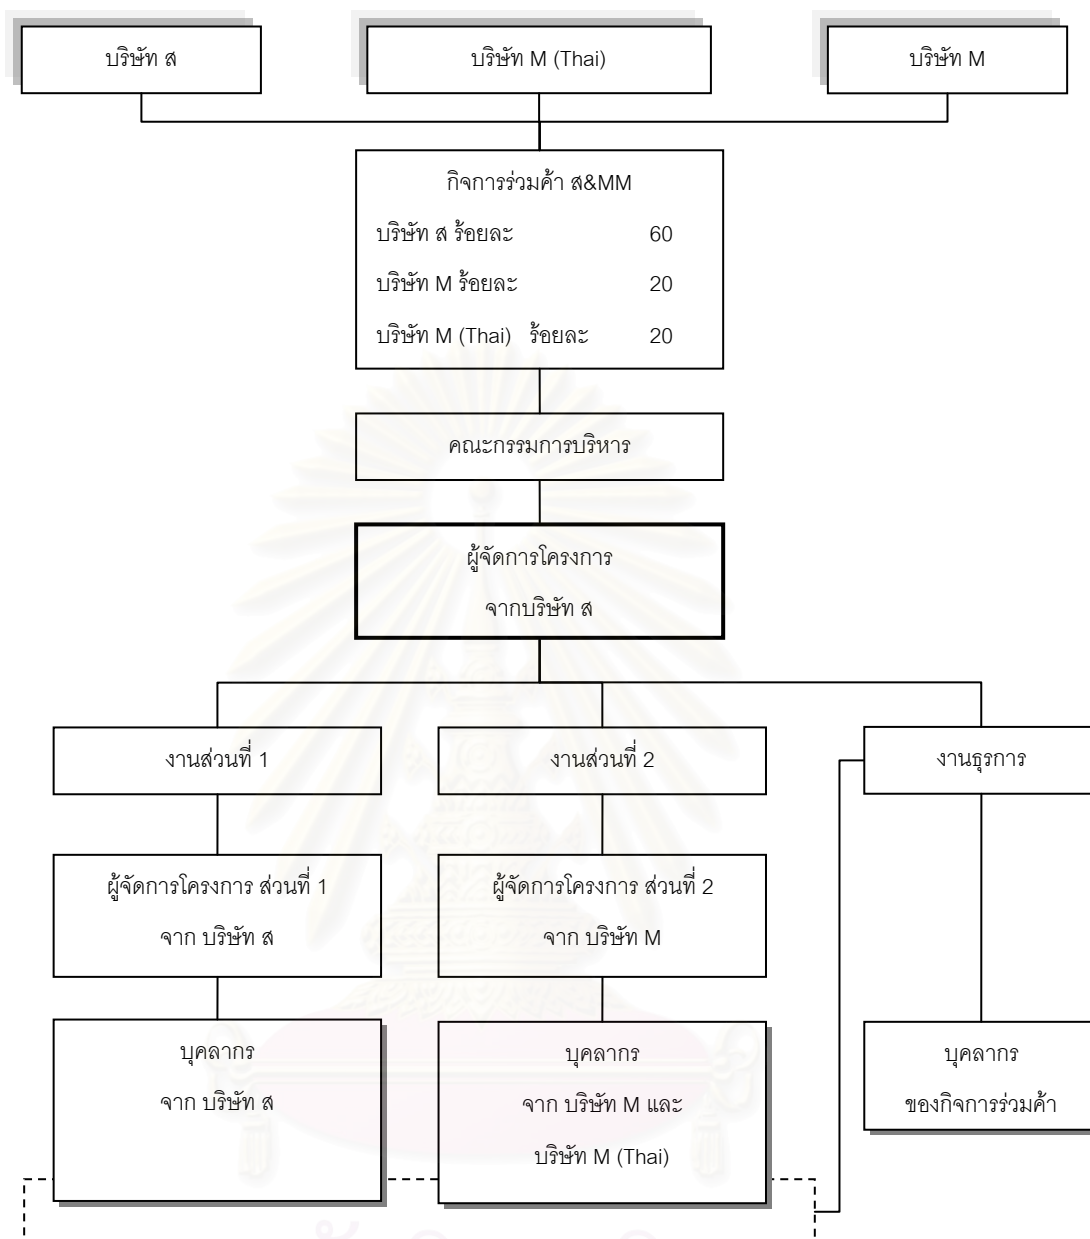 บริษัท ส
บริษัท M (Thai)
บริษัท M
กิจการร่วมค้า ส&MM
บริษัท ส ร้อยละ 60
บริษัท M ร้อยละ 20
บริษัท M (Thai) ร้อยละ 20
คณะกรรมการบริหาร
ผู้จัดการโครงการ
จากบริษัท ส
งานส่วนที่ 1
งานส่วนที่ 2
งานธุรการ
ผู้จัดการโครงการ ส่วนที่ 1
จาก บริษัท ส
ผู้จัดการโครงการ ส่วนที่ 2
จาก บริษัท M
บุคลากร
จาก บริษัท ส
บุคลากร
จาก บริษัท M และ
บริษัท M (Thai)
บุคลากร
ของกิจการร่วมค้า